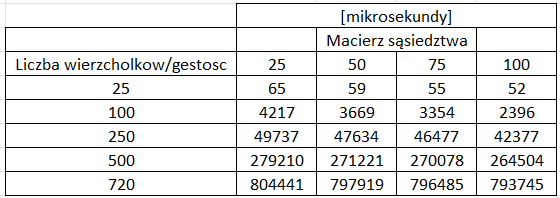 [mikrosekundy]
Macierz sąsiedztwa
Liczba wierzcholkow/gestosc 25 50 75 100
25 65 59 55 52
100 4217 3669 3354 2396
250 49737 47634 46477 42377
500 279210 271221 270078 264504
720 804441 797919 796485 793745